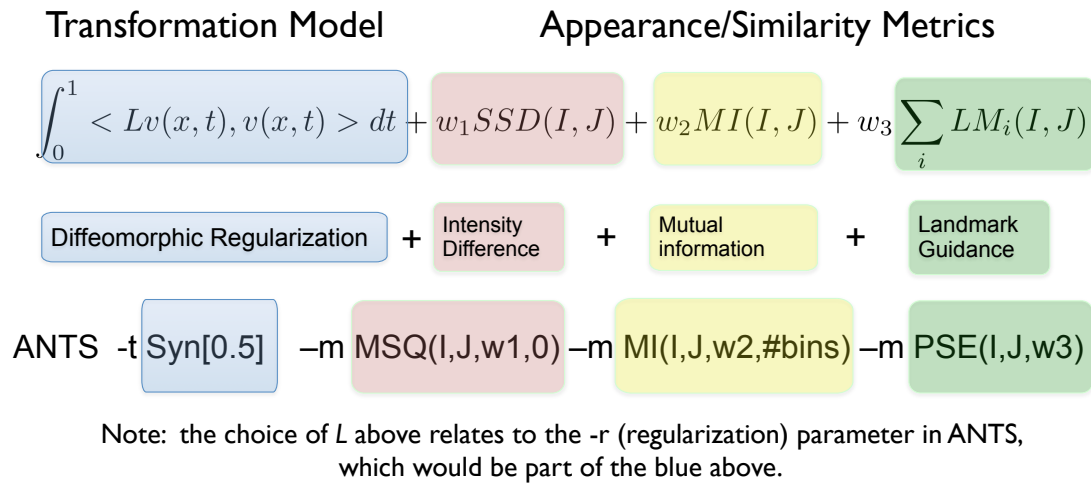 Transformation Model Appearance/Similarity Metrics
∫₀¹ < Lv(x, t), v(x, t) > dt + w₁SSD(I, J) + w₂MI(I, J) + w₃ ∑ᵢ LMᵢ(I, J)
Diffeomorphic Regularization + Intensity Difference + Mutual information + Landmark Guidance
ANTS -t Syn[0.5] –m MSQ(I,J,w1,0) –m MI(I,J,w2,#bins) –m PSE(I,J,w3)
Note: the choice of L above relates to the -r (regularization) parameter in ANTS,
which would be part of the blue above.